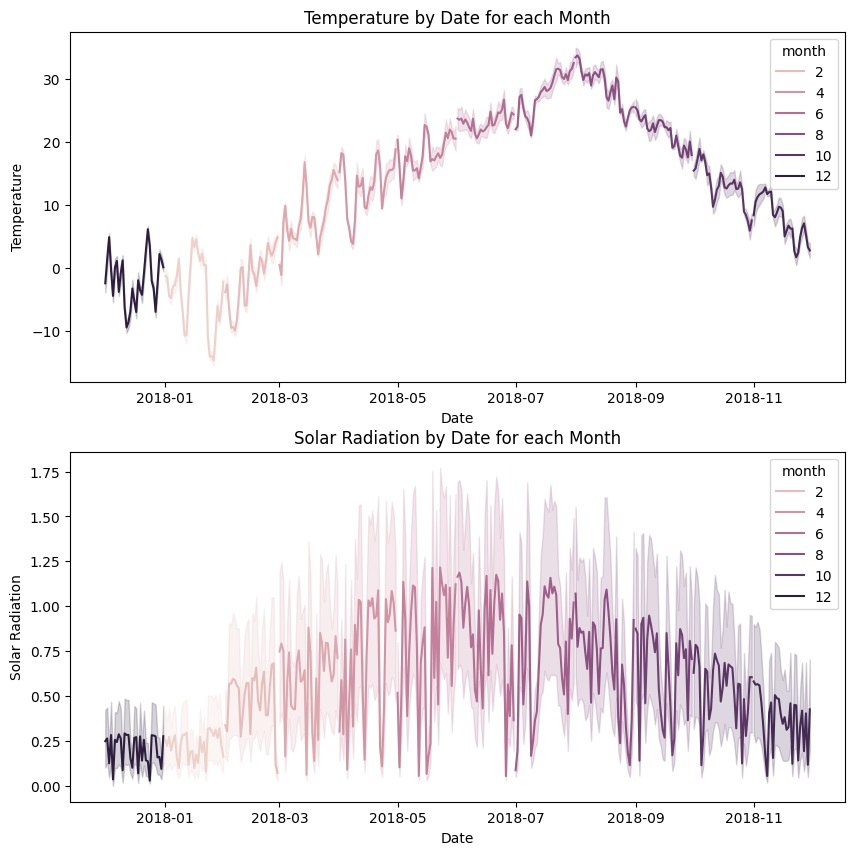 Temperature by Date for each Month
month
2
4
6
8
10
12
30
20
10
0
−10
Temperature
2018-01 2018-03 2018-05 2018-07 2018-09 2018-11
Date
Solar Radiation by Date for each Month
month
2
4
6
8
10
12
1.75
1.50
1.25
1.00
0.75
0.50
0.25
0.00
Solar Radiation
2018-01 2018-03 2018-05 2018-07 2018-09 2018-11
Date